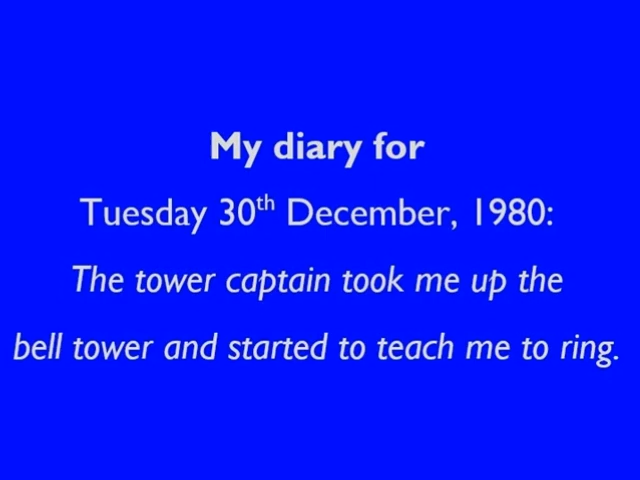 My diary for
Tuesday 30th December, 1980:
The tower captain took me up the
bell tower and started to teach me to ring.